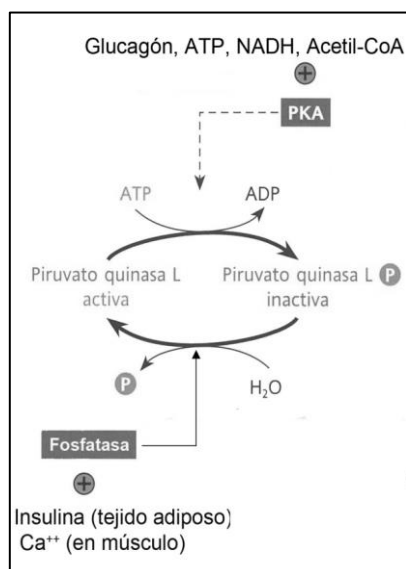 Glucagón, ATP, NADH, Acetil-CoA
+
PKA
ATP ADP
Piruvato quinasa L Piruvato quinasa L P
activa inactiva
P H₂O
Fosfatasa
+
Insulina (tejido adiposo)
Ca⁺⁺ (en músculo)